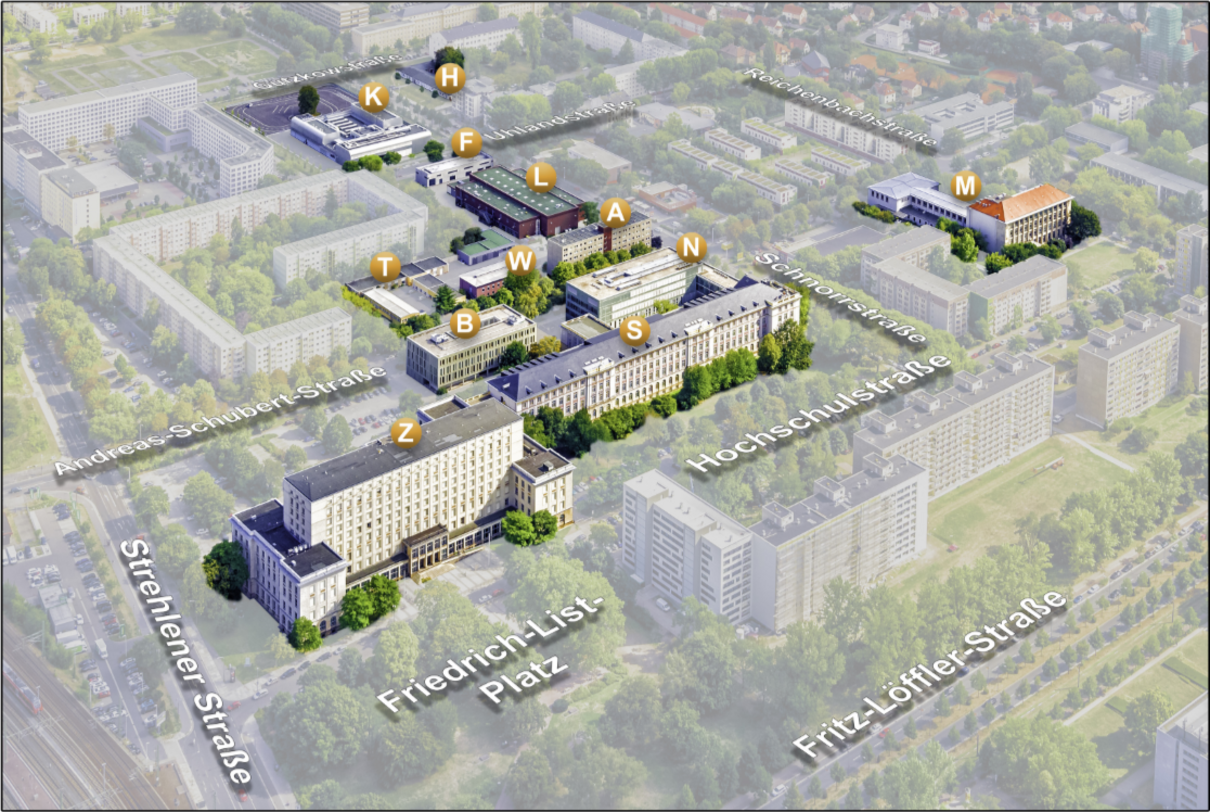 Gutzkowstraße
H
K
Reichenbachstraße
Uhlandstraße
F
L
M
A
N
T
W
Schnorrstraße
B
S
Andreas-Schubert-Straße
Hochschulstraße
Z
Strehlener Straße
Friedrich-List-
Platz
Fritz-Löffler-Straße